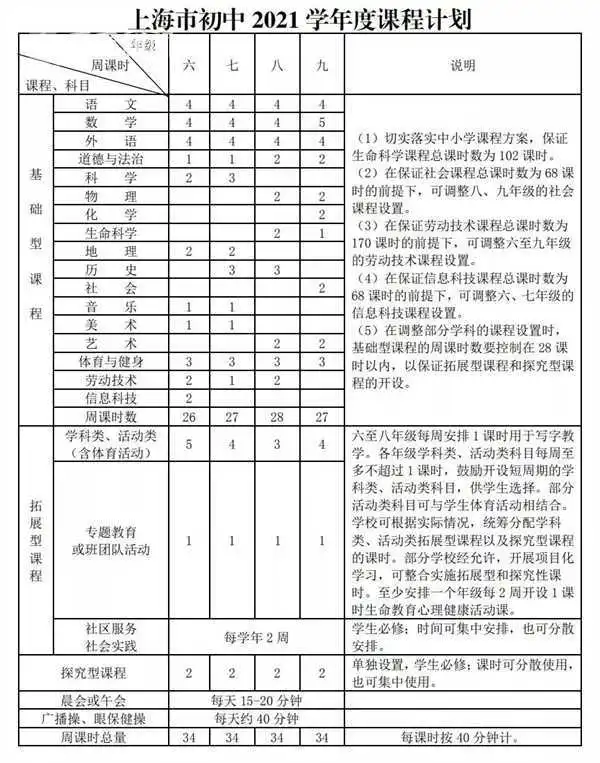 上海市初中 2021 学年度课程计划
年级
周课时
课程、科目
六 七 八 九 说明
基础型课程
语 文 4 4 4 4
数 学 4 4 4 5
外 语 4 4 4 4
道德与法治 1 1 2 2
科 学 2 3
物 理 2 2
化 学 2
生命科学 2 1
地 理 2 2
历 史 3 3
社 会 2
音 乐 1 1
美 术 1 1
艺 术 2 2
体育与健身 3 3 3 3
劳动技术 2 1 2
信息科技 2
周课时数 26 27 28 27
（1）切实落实中小学课程方案，保证
生命科学课程总课时数为 102 课时。
（2）在保证社会课程总课时数为 68 课
时的前提下，可调整八、九年级的社会
课程设置。
（3）在保证劳动技术课程总课时数为
170 课时的前提下，可调整六至九年级
的劳动技术课程设置。
（4）在保证信息科技课程总课时数为
68 课时的前提下，可调整六、七年级的
信息科技课程设置。
（5）在调整部分学科的课程设置时，
基础型课程的周课时数要控制在 28 课
时以内，以保证拓展型课程和探究型课
程的开设。
拓展型课程
学科类、活动类
（含体育活动）
5 4 3 4
专题教育
或班团队活动
1 1 1 1
六至八年级每周安排 1 课时用于写字教
学。各年级学科类、活动类科目每周至
多不超过 1 课时，鼓励开设短周期的学
科类、活动类科目，供学生选择。部分
活动类科目可与学生体育活动相结合。
学校可根据实际情况，统筹分配学科
类、活动类拓展型课程以及探究型课程
的课时。部分学校经允许，开展项目化
学习，可整合实施拓展型和探究性课
时。至少安排一个年级每 2 周开设 1 课
时生命教育心理健康活动课。
社区服务
社会实践
每学年 2 周
学生必修；时间可集中安排，也可分散
安排。
探究型课程 2 2 2 2
单独设置，学生必修；课时可分散使用，
也可集中使用。
晨会或午会 每天 15-20 分钟
广播操、眼保健操 每天约 40 分钟
周课时总量 34 34 34 34 每课时按 40 分钟计。